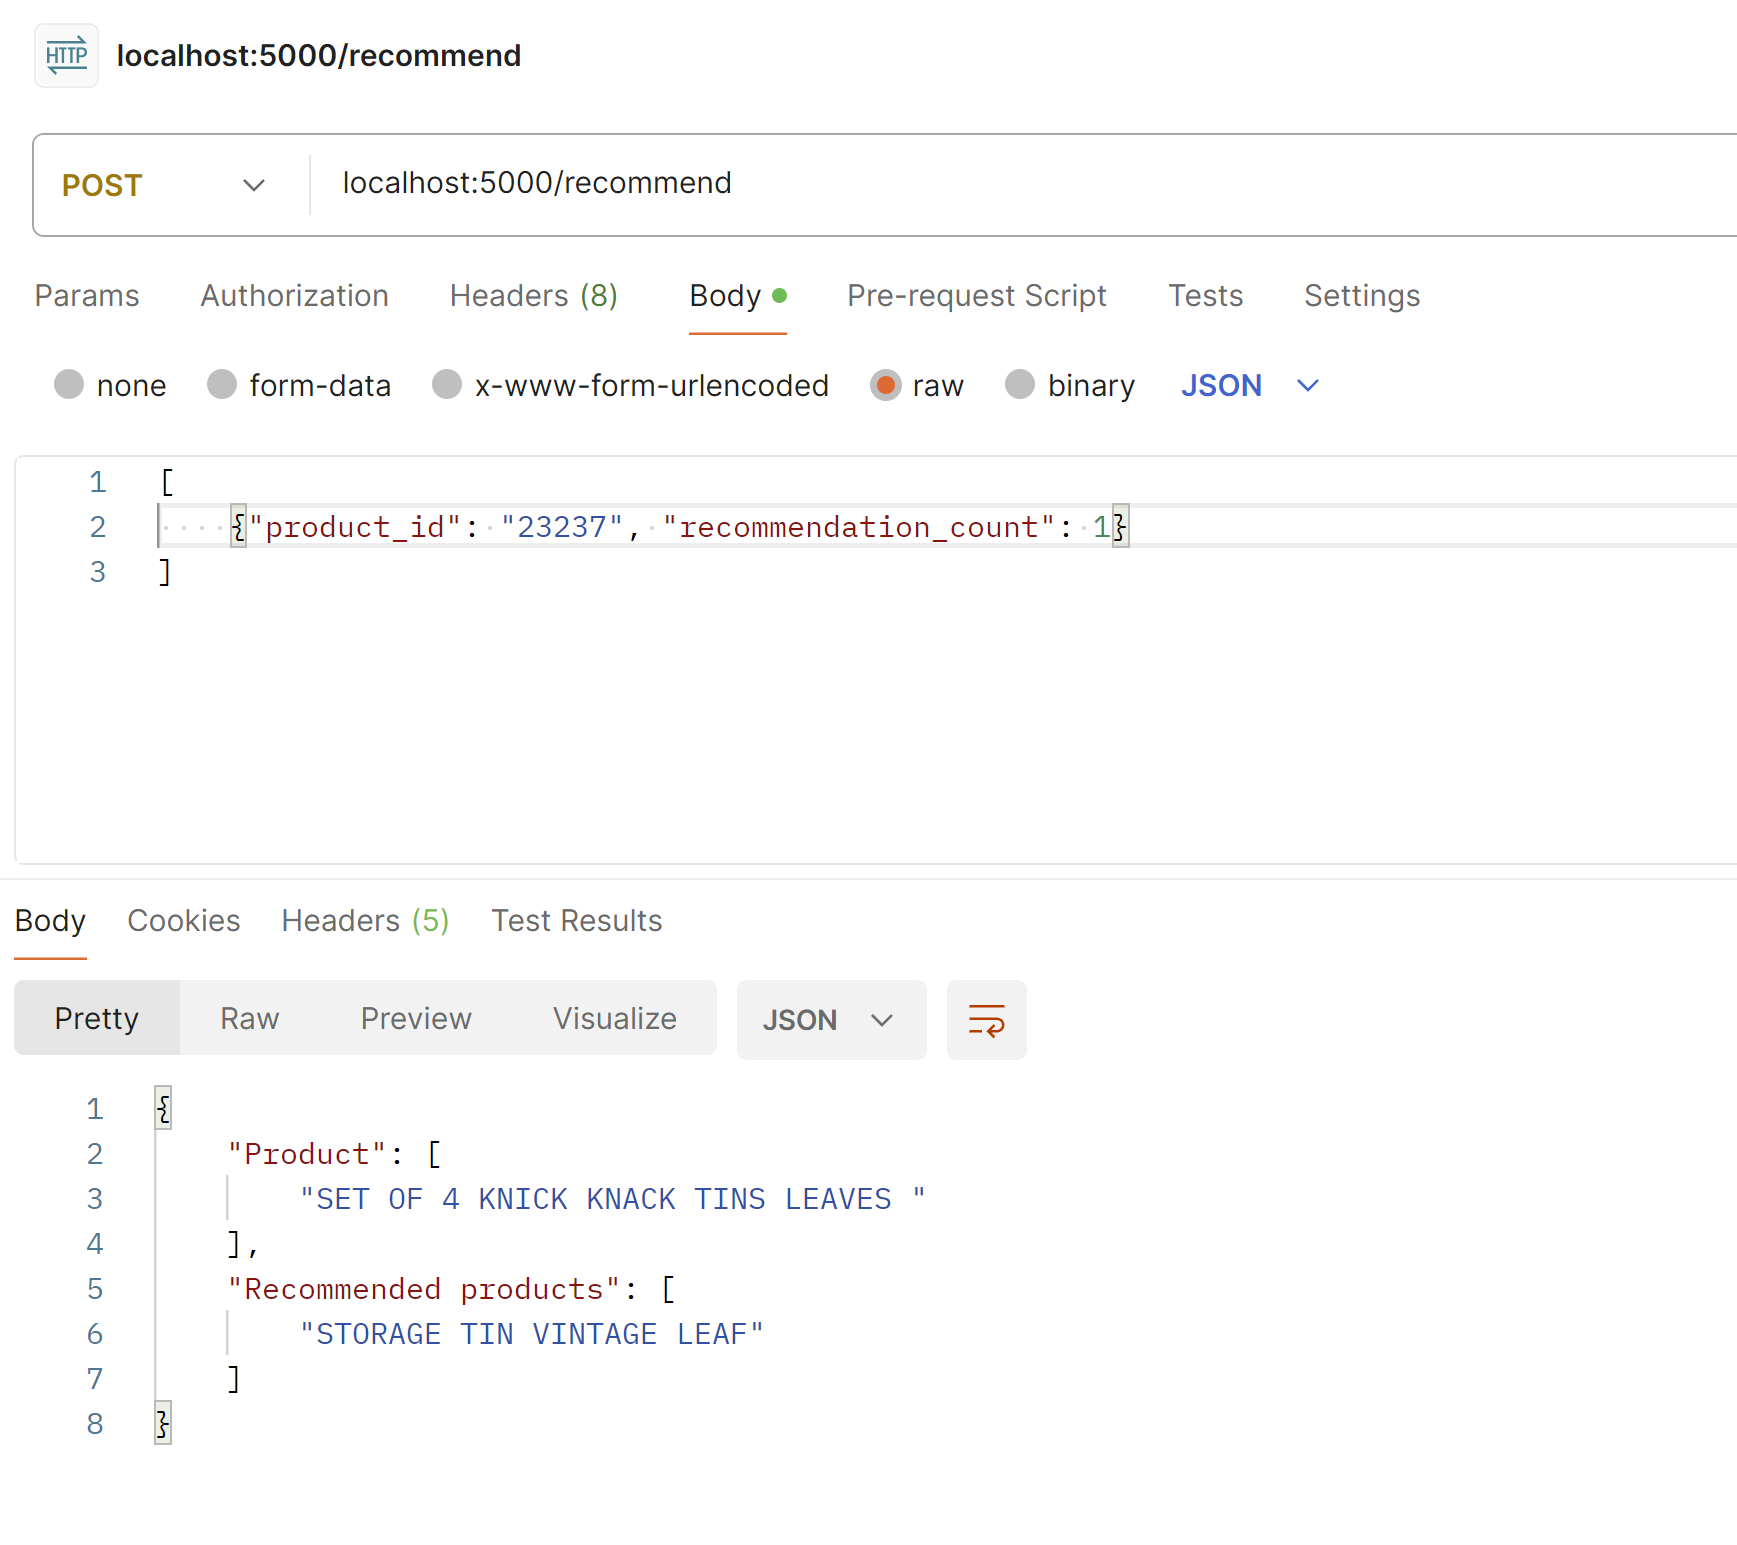 HTTP localhost:5000/recommend
POST localhost:5000/recommend
Params Authorization Headers (8) Body Pre-request Script Tests Settings
none form-data x-www-form-urlencoded raw binary JSON
1 [
2 {"product_id": "23237", "recommendation_count": 1}
3 ]
Body Cookies Headers (5) Test Results
Pretty Raw Preview Visualize JSON
1 {
2 "Product": [
3 "SET OF 4 KNICK KNACK TINS LEAVES "
4 ],
5 "Recommended products": [
6 "STORAGE TIN VINTAGE LEAF"
7 ]
8 }